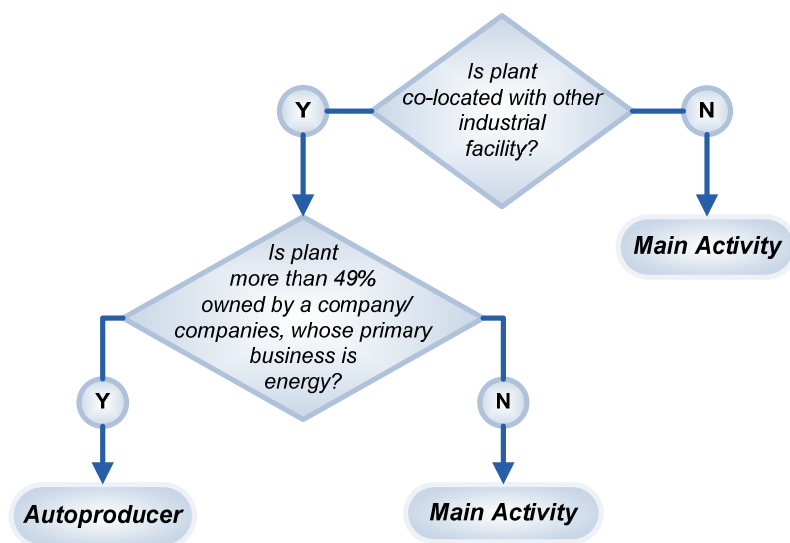 Is plant
co-located with other
industrial
facility?
Y
N
Main Activity
Is plant
more than 49%
owned by a company/
companies, whose primary
business is
energy?
Y
N
Autoproducer
Main Activity